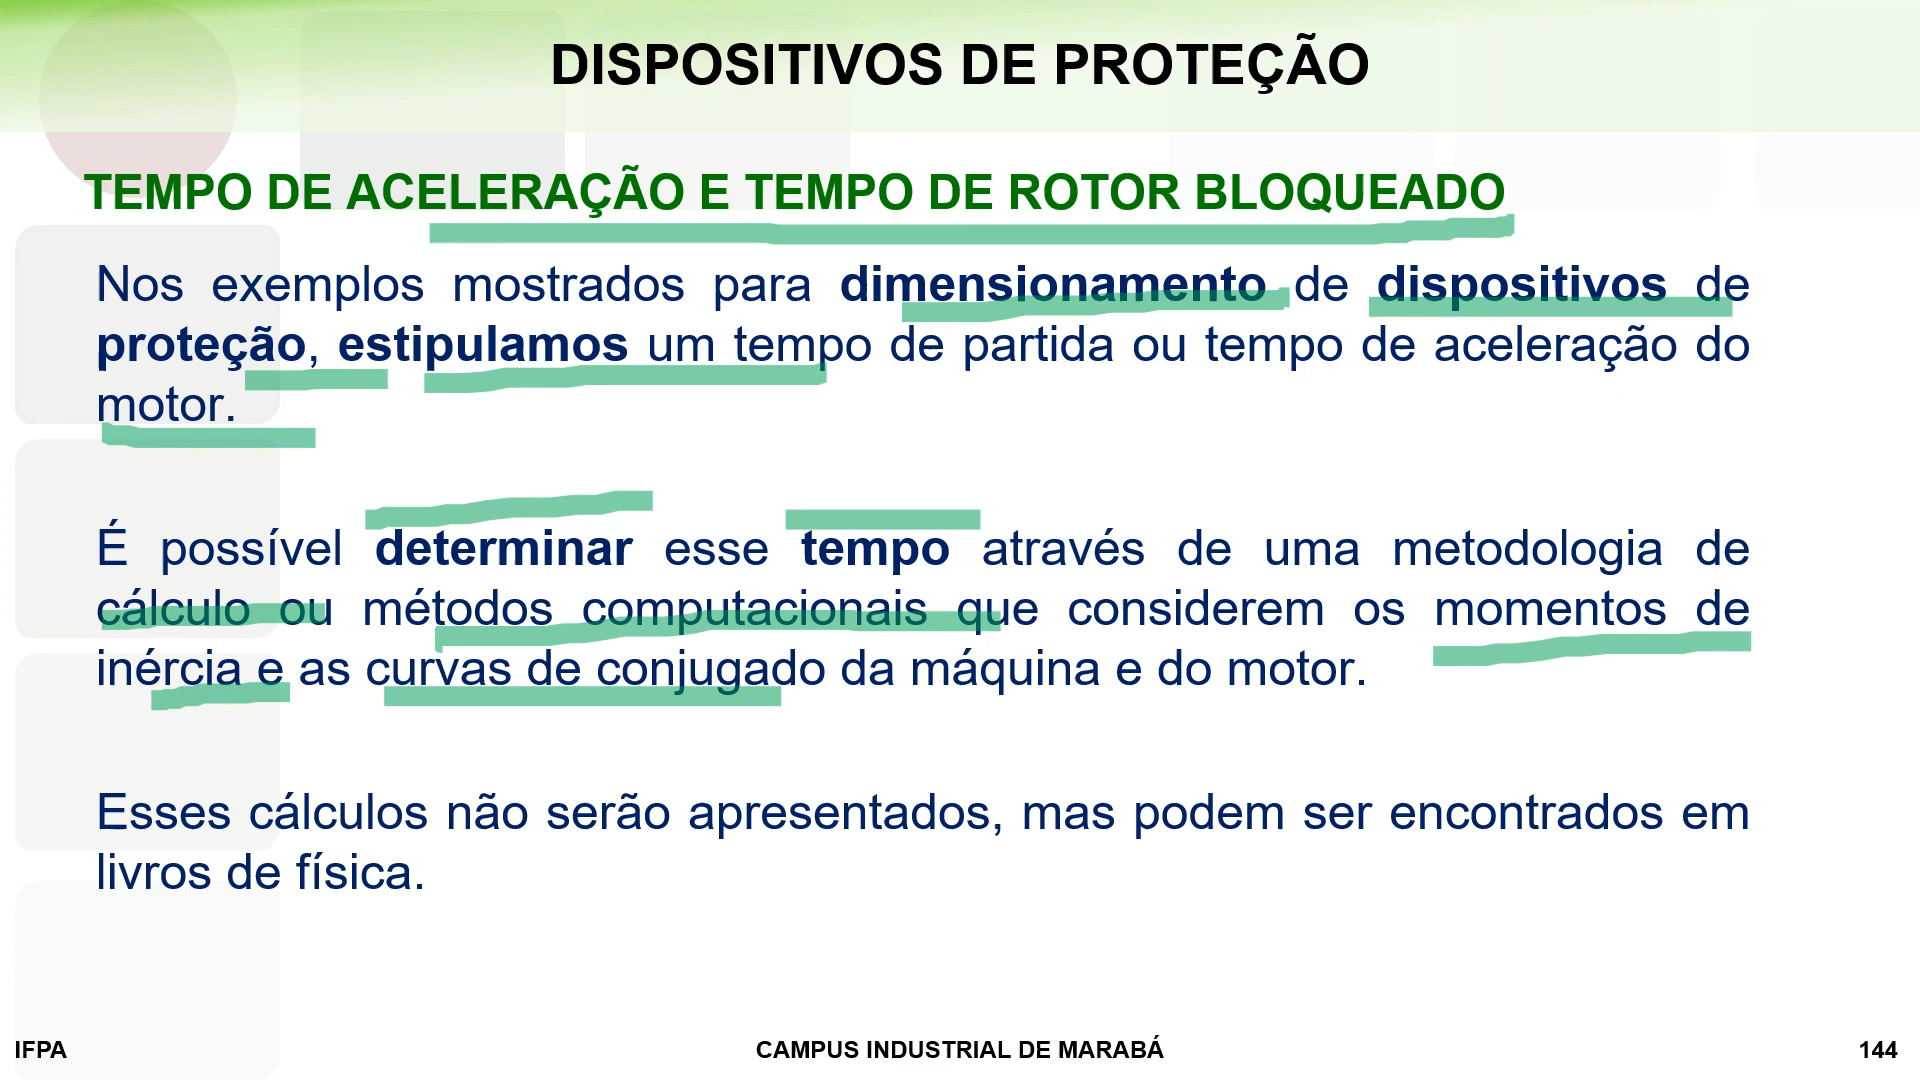 DISPOSITIVOS DE PROTEÇÃO
TEMPO DE ACELERAÇÃO E TEMPO DE ROTOR BLOQUEADO
Nos exemplos mostrados para dimensionamento de dispositivos de
proteção, estipulamos um tempo de partida ou tempo de aceleração do
motor.
É possível determinar esse tempo através de uma metodologia de
cálculo ou métodos computacionais que considerem os momentos de
inércia e as curvas de conjugado da máquina e do motor.
Esses cálculos não serão apresentados, mas podem ser encontrados em
livros de física.
IFPA
CAMPUS INDUSTRIAL DE MARABÁ
144